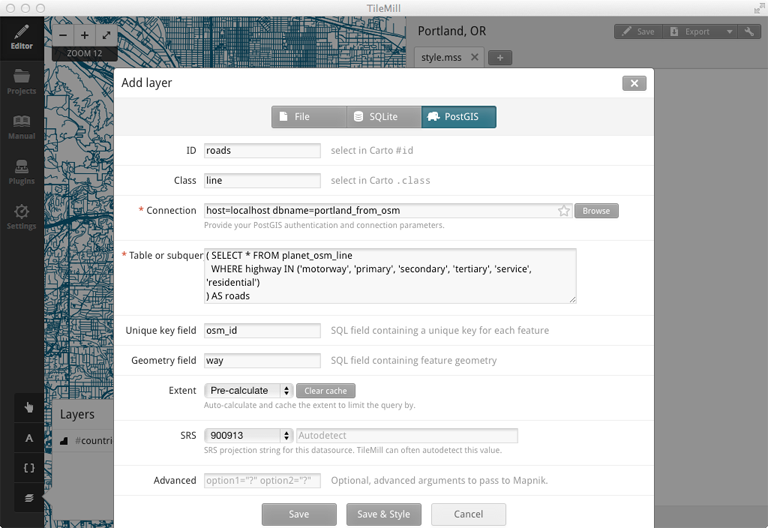 TileMill
Editor
Projects
Manual
Plugins
Settings
ZOOM 12
Portland, OR
Save
Export
style.mss
Add layer
File
SQLite
PostGIS
ID
roads
select in Carto #id
Class
line
select in Carto .class
* Connection
host=localhost dbname=portland_from_osm
Browse
Provide your PostGIS authentication and connection parameters.
* Table or subquer
( SELECT * FROM planet_osm_line
WHERE highway IN ('motorway', 'primary', 'secondary', 'tertiary', 'service',
'residential')
) AS roads
Unique key field
osm_id
SQL field containing a unique key for each feature
Geometry field
way
SQL field containing feature geometry
Extent
Pre-calculate
Clear cache
Auto-calculate and cache the extent to limit the query by.
SRS
900913
Autodetect
SRS projection string for this datasource. TileMill can often autodetect this value.
Advanced
option1="?" option2="?"
Optional, advanced arguments to pass to Mapnik.
Save
Save & Style
Cancel
Layers
#countri
A
{ }